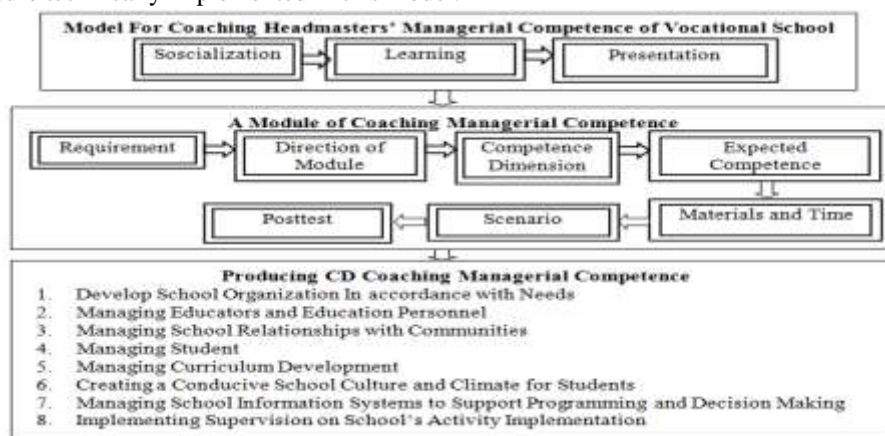 Model For Coaching Headmasters' Managerial Competence of Vocational School
Soscialization
Learning
Presentation
A Module of Coaching Managerial Competence
Requirement
Direction of
Module
Competence
Dimension
Expected
Competence
Posttest
Scenario
Materials and Time
Producing CD Coaching Managerial Competence
1. Develop School Organization In accordance with Needs
2. Managing Educators and Education Personnel
3. Managing School Relationships with Communities
4. Managing Student
5. Managing Curriculum Development
6. Creating a Conducive School Culture and Climate for Students
7. Managing School Information Systems to Support Programming and Decision Making
8. Implementing Supervision on School's Activity Implementation